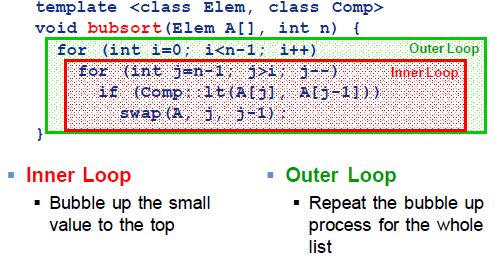 template <class Elem, class Comp>
void bubsort(Elem A[], int n) {
for (int i=0; i<n-1; i++) Outer Loop
for (int j=n-1; j>i; j--) Inner Loop
if (Comp::lt(A[j], A[j-1]))
swap(A, j, j-1);
}
Inner Loop
Bubble up the small
value to the top
Outer Loop
Repeat the bubble up
process for the whole
list